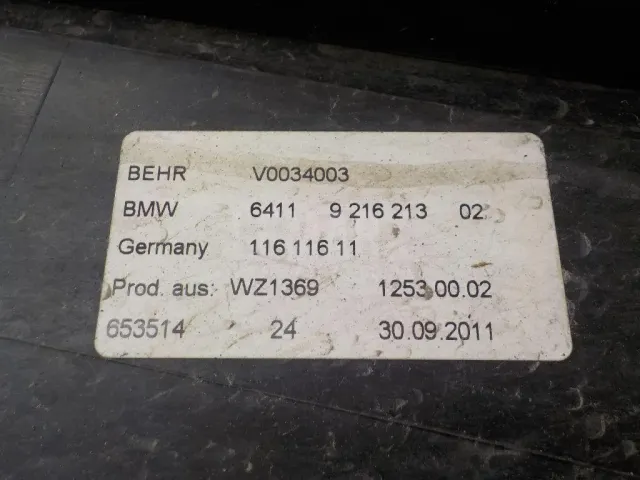 BEHR V0034003
BMW 6411 9 216 213 02
Germany 116 116 11
Prod. aus: WZ1369 1253.00.02
653514 24 30.09.2011